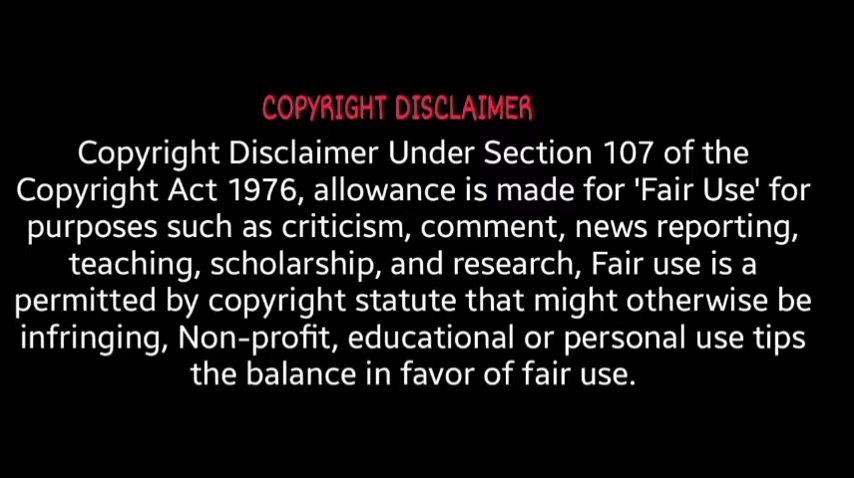 COPYRIGHT DISCLAIMER
Copyright Disclaimer Under Section 107 of the
Copyright Act 1976, allowance is made for 'Fair Use' for
purposes such as criticism, comment, news reporting,
teaching, scholarship, and research, Fair use is a
permitted by copyright statute that might otherwise be
infringing, Non-profit, educational or personal use tips
the balance in favor of fair use.